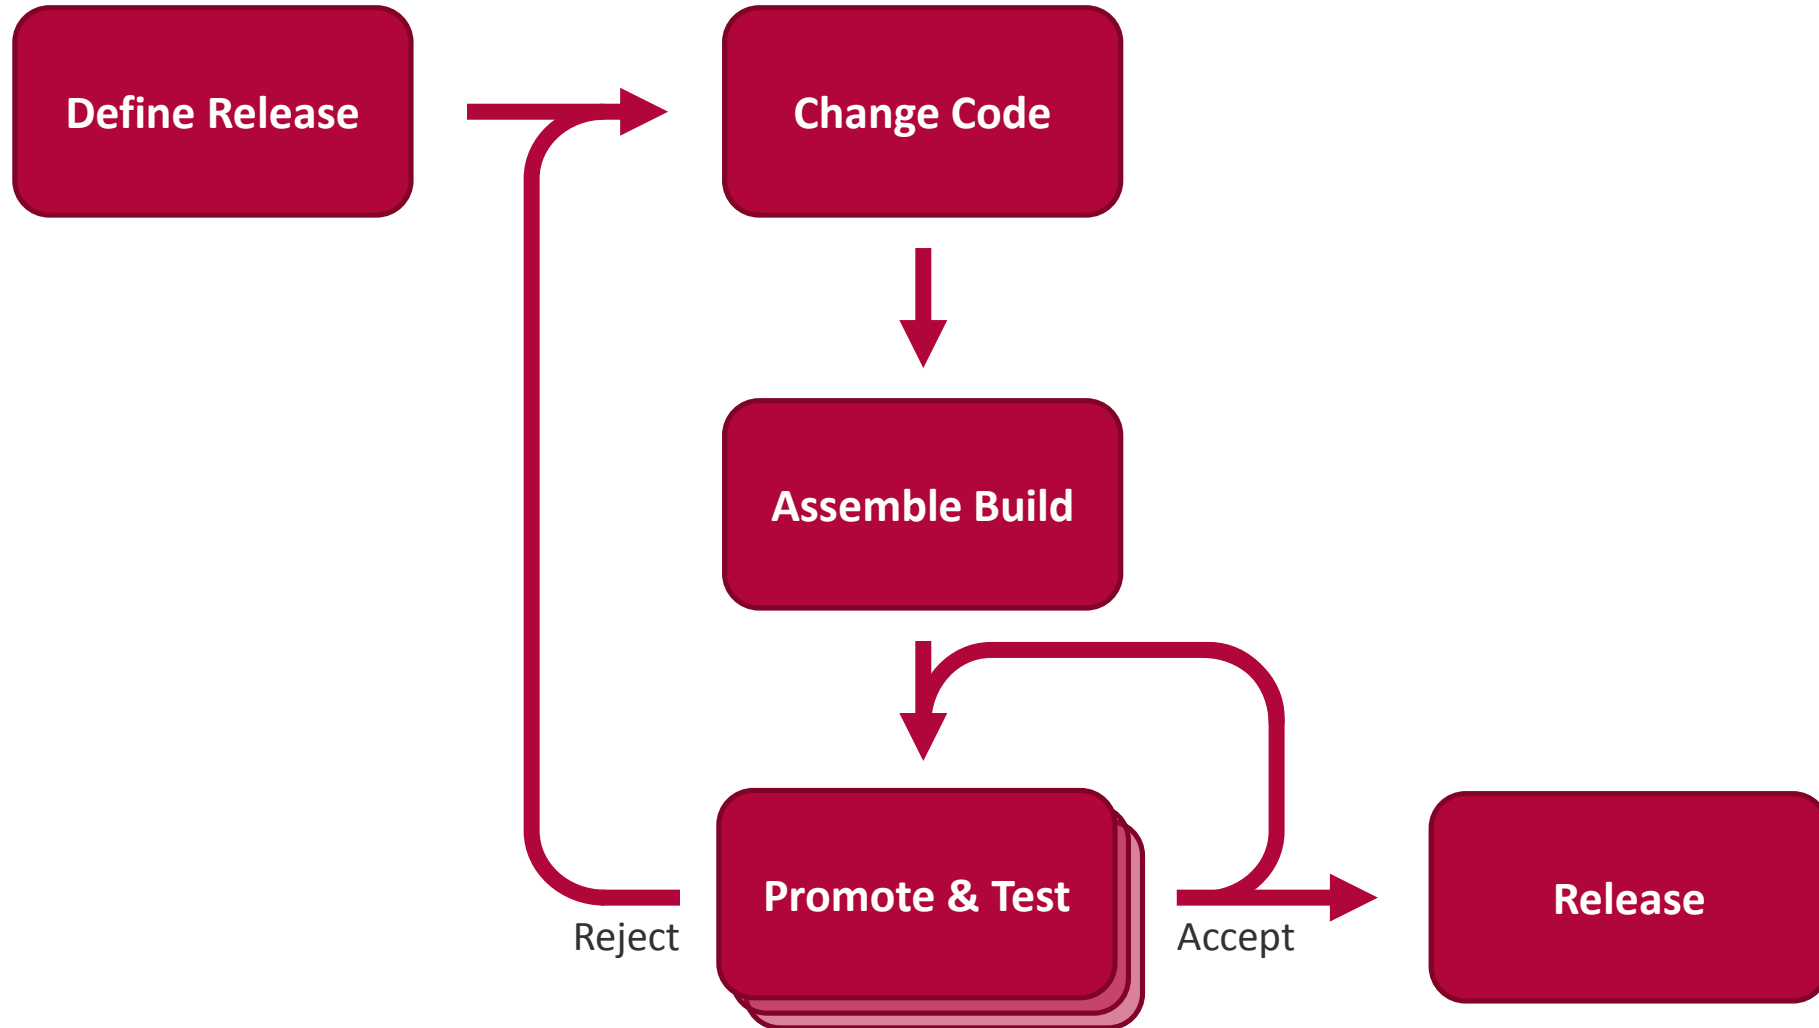 Define Release
Change Code
Assemble Build
Promote & Test
Reject
Accept
Release